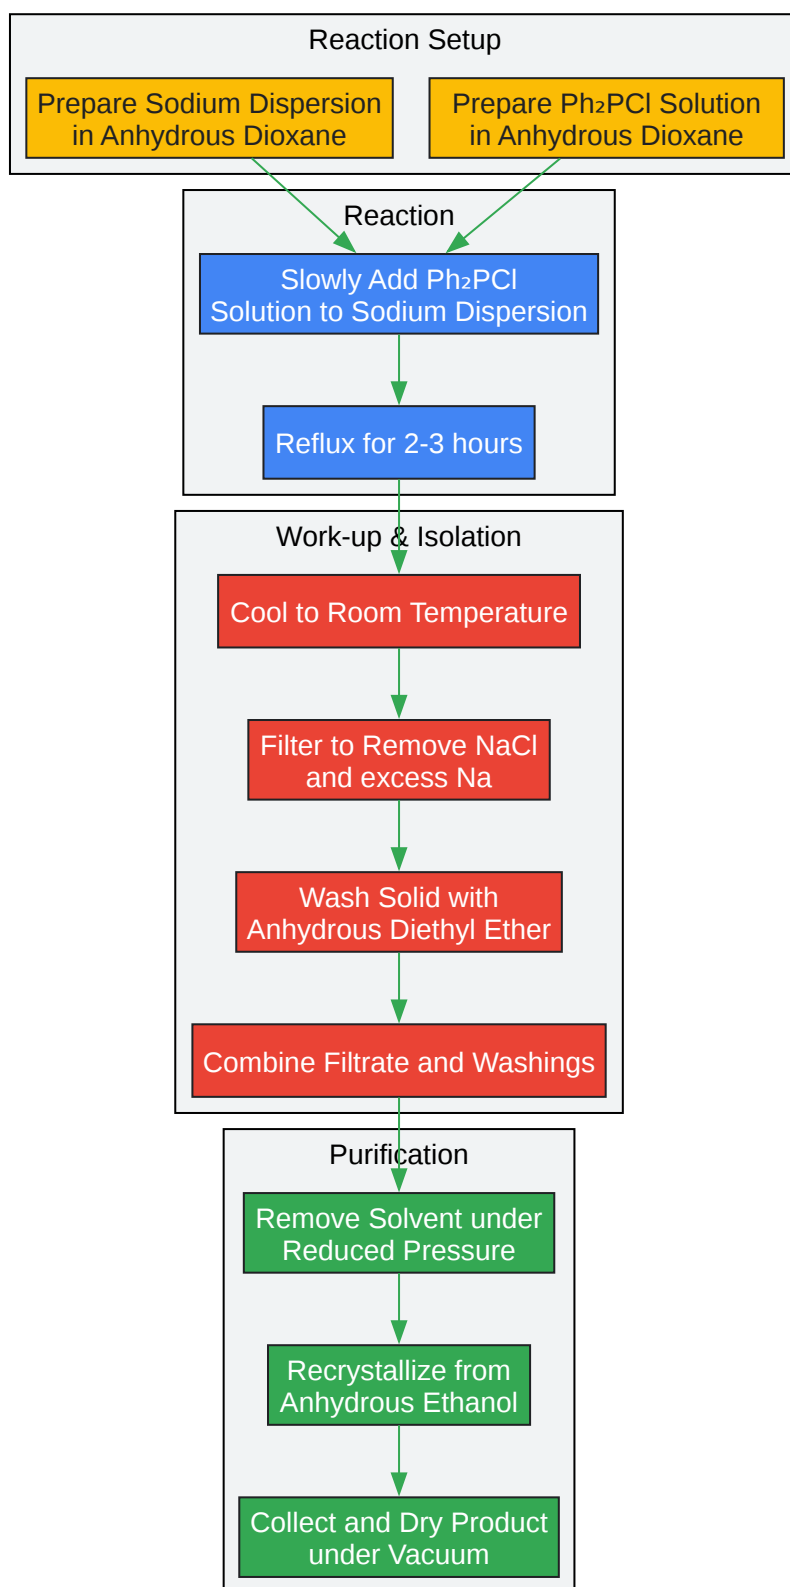 Reaction Setup
Prepare Sodium Dispersion
in Anhydrous Dioxane
Prepare Ph₂PCl Solution
in Anhydrous Dioxane
Reaction
Slowly Add Ph₂PCl
Solution to Sodium Dispersion
Reflux for 2-3 hours
Work-up & Isolation
Cool to Room Temperature
Filter to Remove NaCl
and excess Na
Wash Solid with
Anhydrous Diethyl Ether
Combine Filtrate and Washings
Purification
Remove Solvent under
Reduced Pressure
Recrystallize from
Anhydrous Ethanol
Collect and Dry Product
under Vacuum